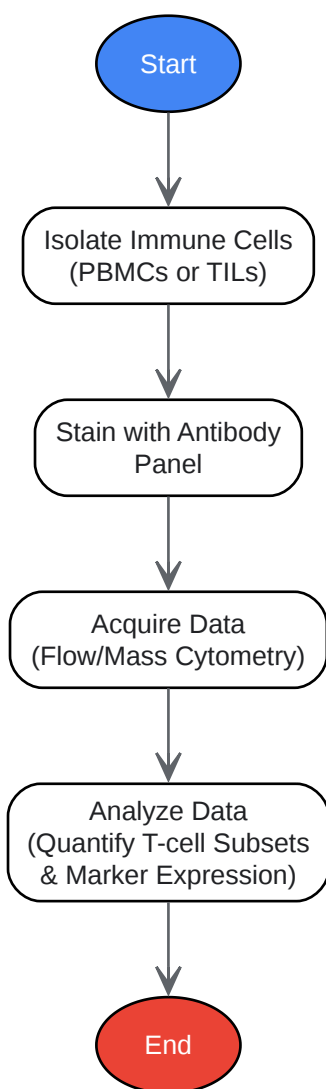 Start
Isolate Immune Cells
(PBMCs or TILs)
Stain with Antibody
Panel
Acquire Data
(Flow/Mass Cytometry)
Analyze Data
(Quantify T-cell Subsets
& Marker Expression)
End